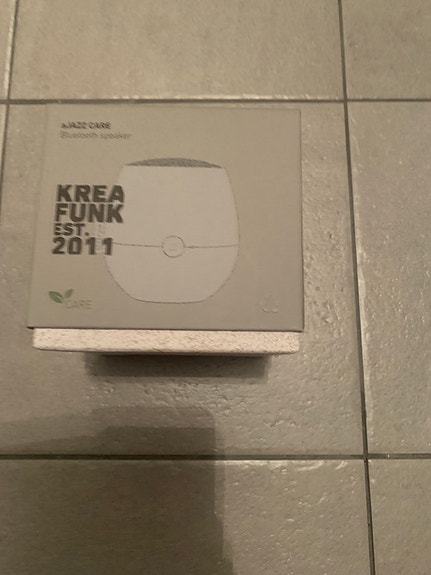 aJAZZ CARE
Bluetooth speaker
KREA
FUNK
EST.
2011
CARE